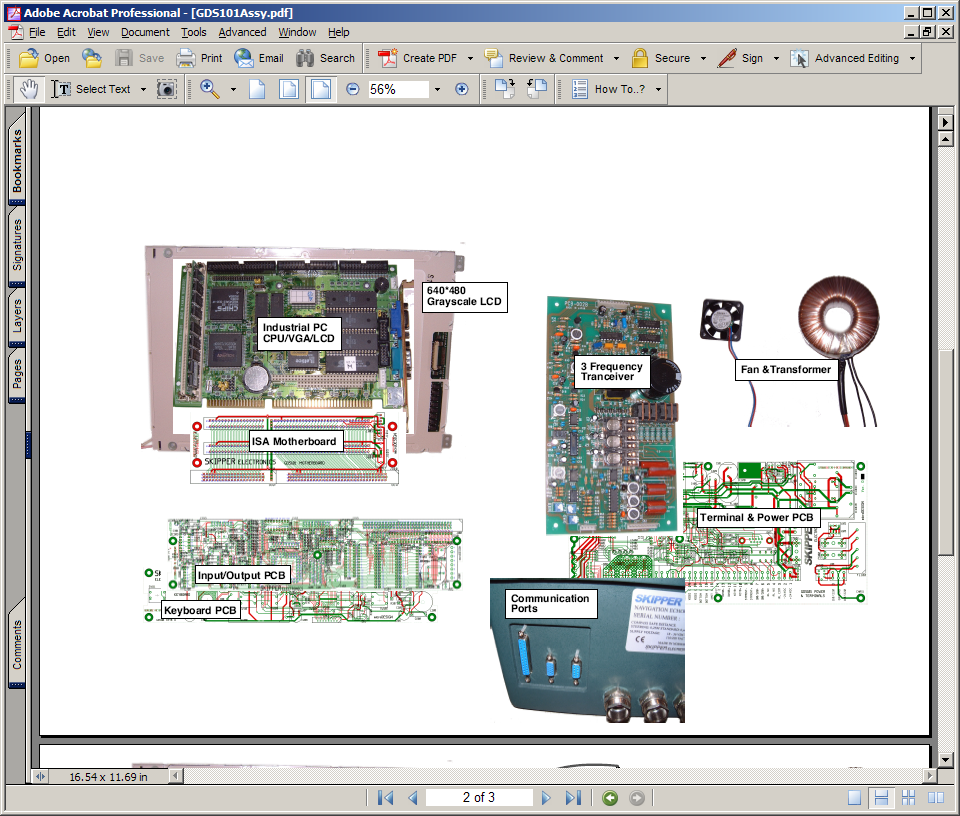 Adobe Acrobat Professional - [GDS101Assy.pdf]
File Edit View Document Tools Advanced Window Help
Open Save Print Email Search Create PDF Review & Comment Secure Sign Advanced Editing
Select Text 56% How To..?
Bookmarks
Signatures
Layers
Pages
Comments
640*480
Grayscale LCD
Industrial PC
CPU/VGA/LCD
CHIPS
ISA Motherboard
SKIPPER ELECTRONICS
3 Frequency
Tranceiver
Fan &Transformer
Terminal & Power PCB
SKIPPER
Input/Output PCB
Keyboard PCB
Communication
Ports
SKIPPER
NAVIGATION ECHO
SERIAL NUMBER :
16.54 x 11.69 in
2 of 3